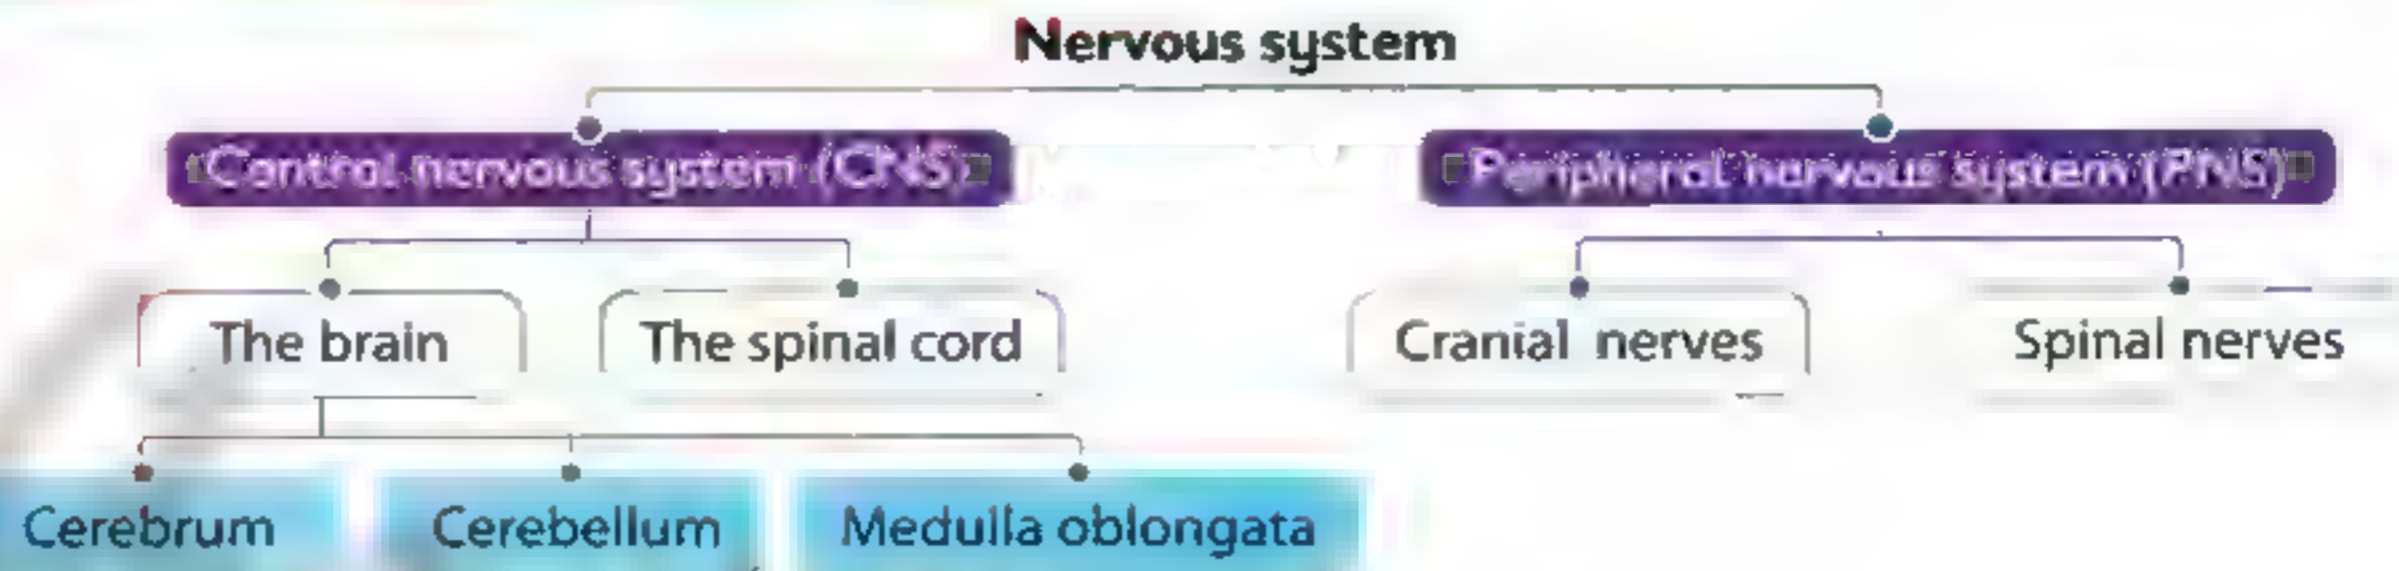 Nervous system
Central nervous system (CNS)
Peripheral nervous system (PNS)
The brain
The spinal cord
Cranial nerves
Spinal nerves
Cerebrum
Cerebellum
Medulla oblongata